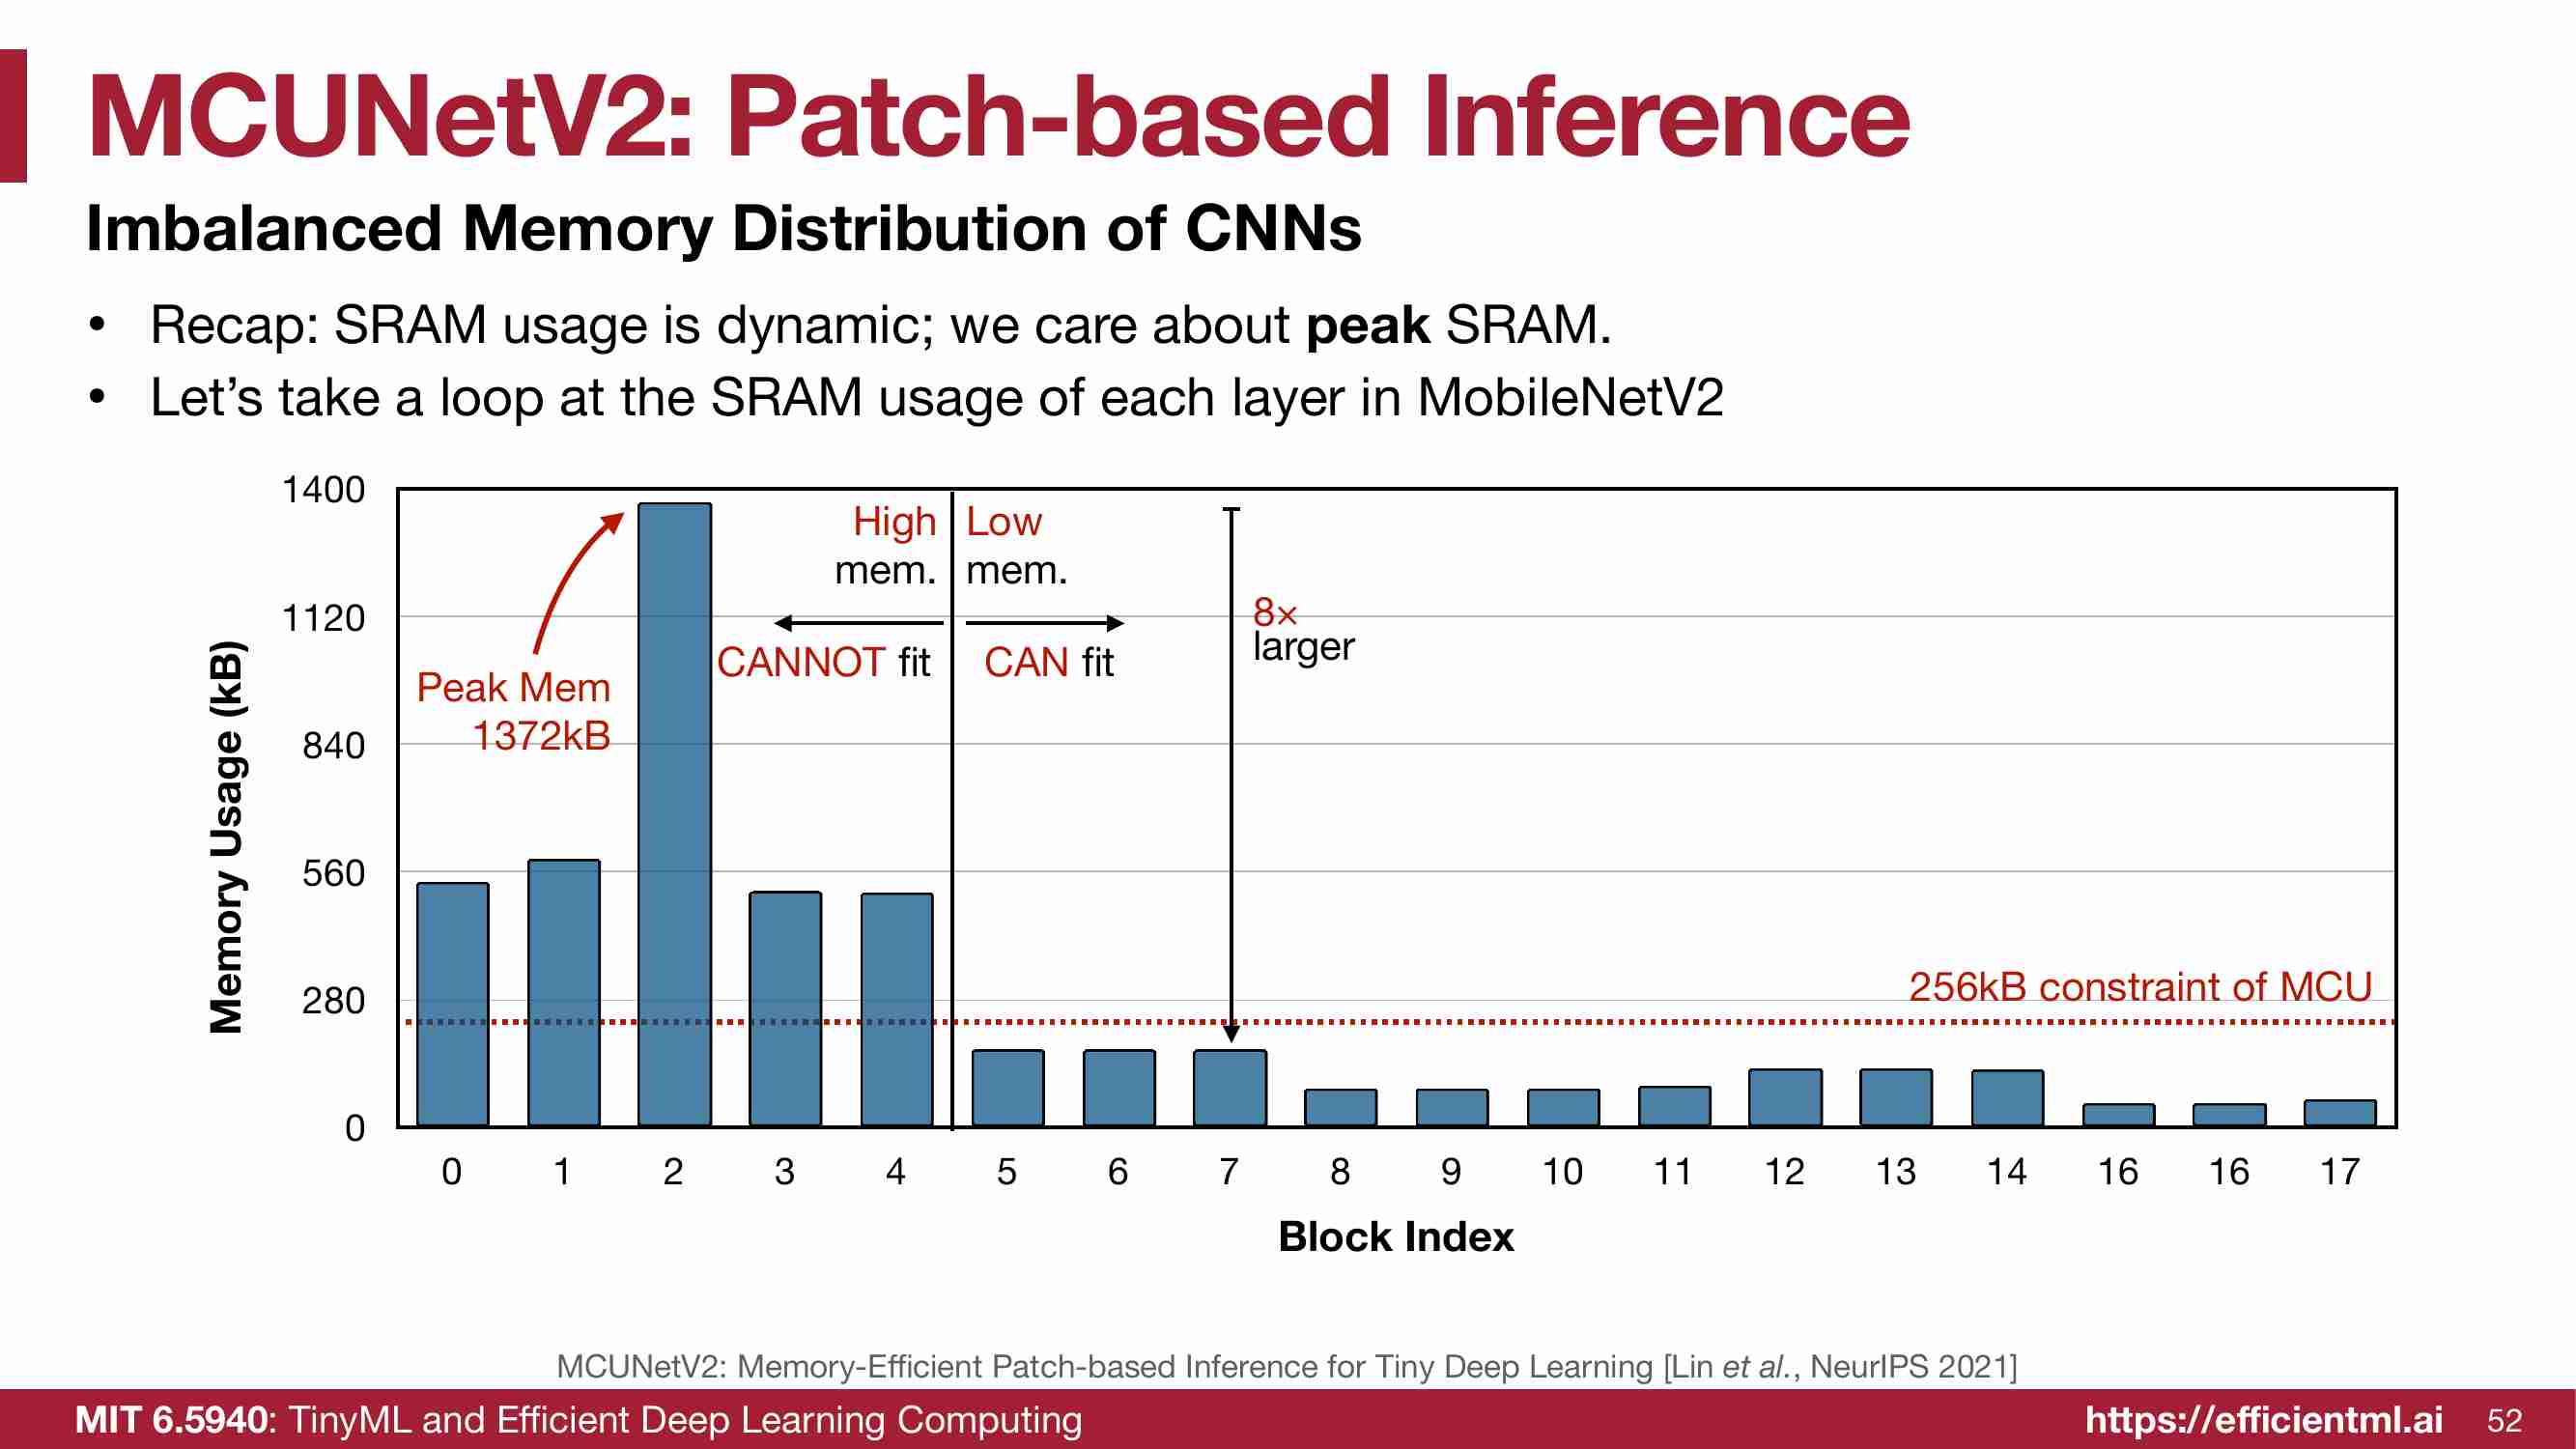 MCUNetV2: Patch-based Inference
Imbalanced Memory Distribution of CNNs
• Recap: SRAM usage is dynamic; we care about peak SRAM.
• Let’s take a loop at the SRAM usage of each layer in MobileNetV2
Memory Usage (kB)
1400
1120
840
560
280
0
Peak Mem
1372kB
High
mem.
CANNOT fit
Low
mem.
CAN fit
8×
larger
256kB constraint of MCU
0 1 2 3 4 5 6 7 8 9 10 11 12 13 14 16 16 17
Block Index
MCUNetV2: Memory-Efficient Patch-based Inference for Tiny Deep Learning [Lin et al., NeurIPS 2021]
MIT 6.5940: TinyML and Efficient Deep Learning Computing
https://efficientml.ai 52